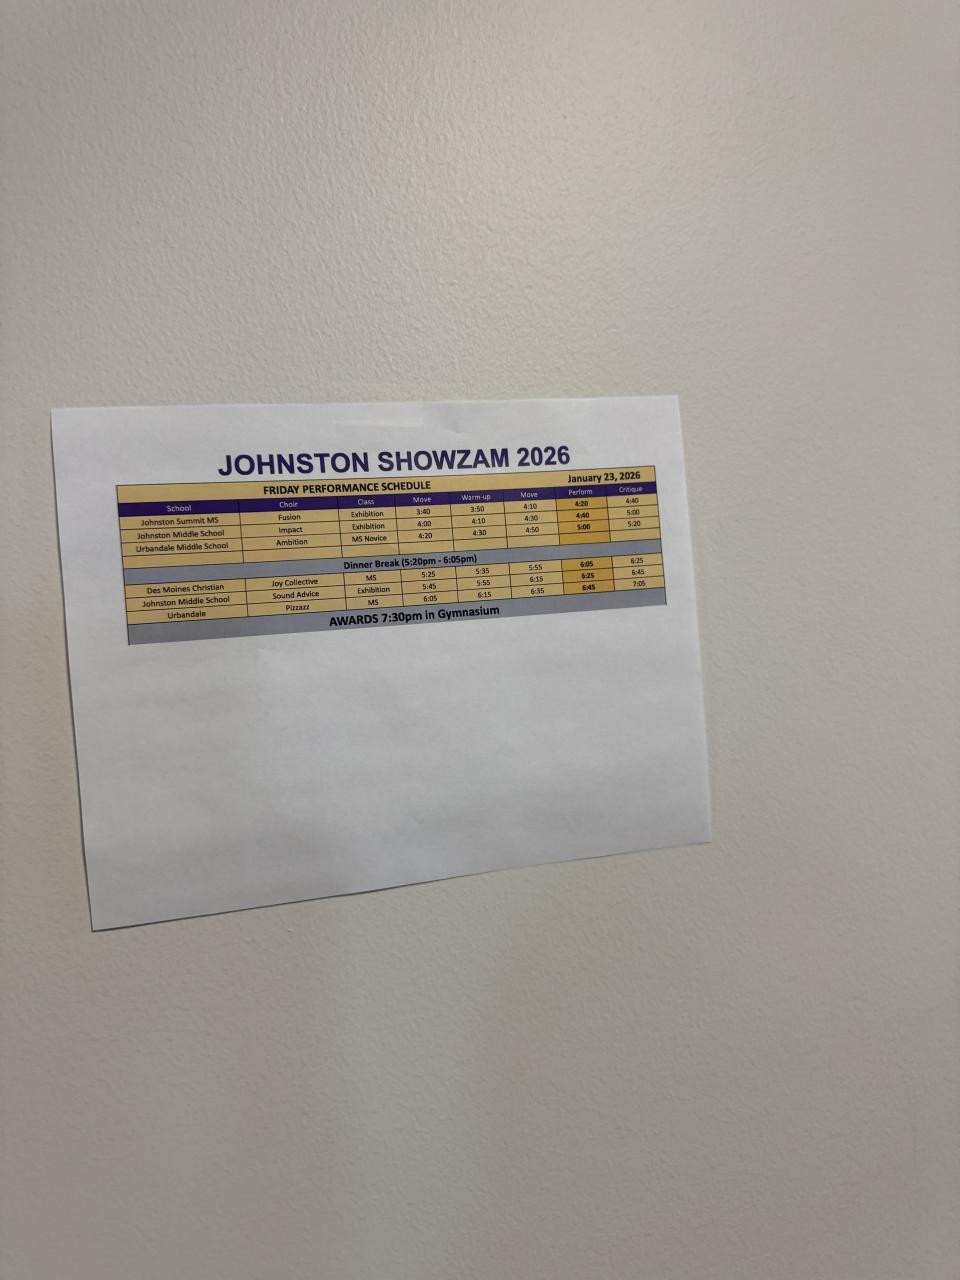 JOHNSTON SHOWZAM 2026
FRIDAY PERFORMANCE SCHEDULE January 23, 2026
School Choir Class Move Warm-up Move Perform Critique
Johnston Summit MS Fusion Exhibition 3:40 3:50 4:10 4:20 4:40
Johnston Middle School Impact Exhibition 4:00 4:10 4:30 4:40 5:00
Urbandale Middle School Ambition MS Novice 4:20 4:30 4:50 5:00 5:20
Dinner Break (5:20pm - 6:05pm)
Des Moines Christian Joy Collective MS 5:25 5:35 5:55 6:05 6:25
Johnston Middle School Sound Advice Exhibition 5:45 5:55 6:15 6:25 6:45
Urbandale Pizzazz MS 6:05 6:15 6:35 6:45 7:05
AWARDS 7:30pm in Gymnasium